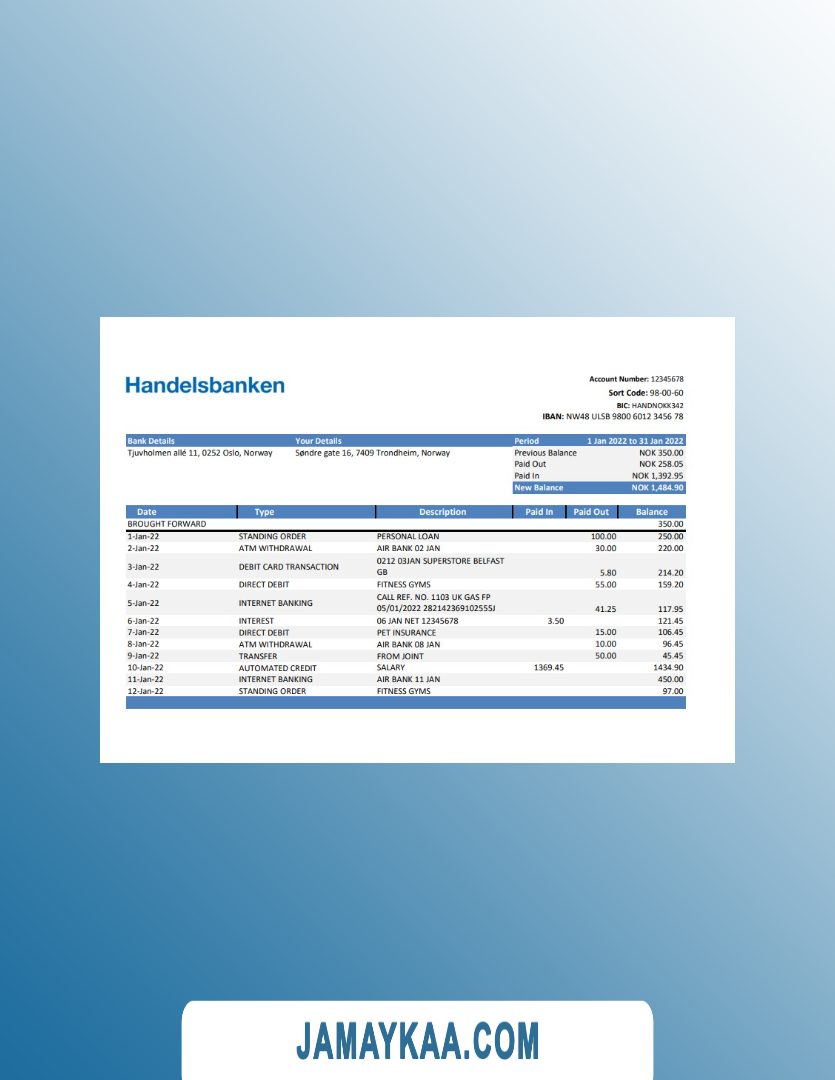 Handelsbanken
Account Number: 12345678
Sort Code: 98-00-60
BIC: HANDNOKK342
IBAN: NW48 ULSB 9800 6012 3456 78
Bank Details Your Details Period 1 Jan 2022 to 31 Jan 2022
Tjuvholmen allé 11, 0252 Oslo, Norway Søndre gate 16, 7409 Trondheim, Norway Previous Balance NOK 350.00
Paid Out NOK 258.05
Paid In NOK 1,392.95
New Balance NOK 1,484.90
Date Type Description Paid In Paid Out Balance
BROUGHT FORWARD 350.00
1-Jan-22 STANDING ORDER PERSONAL LOAN 100.00 250.00
2-Jan-22 ATM WITHDRAWAL AIR BANK 02 JAN 30.00 220.00
3-Jan-22 DEBIT CARD TRANSACTION 0212 03JAN SUPERSTORE BELFAST
GB 5.80 214.20
4-Jan-22 DIRECT DEBIT FITNESS GYMS 55.00 159.20
5-Jan-22 INTERNET BANKING CALL REF. NO. 1103 UK GAS FP
05/01/2022 282142369102555J 41.25 117.95
6-Jan-22 INTEREST 06 JAN NET 12345678 3.50 121.45
7-Jan-22 DIRECT DEBIT PET INSURANCE 15.00 106.45
8-Jan-22 ATM WITHDRAWAL AIR BANK 08 JAN 10.00 96.45
9-Jan-22 TRANSFER FROM JOINT 50.00 45.45
10-Jan-22 AUTOMATED CREDIT SALARY 1369.45 1434.90
11-Jan-22 INTERNET BANKING AIR BANK 11 JAN 450.00
12-Jan-22 STANDING ORDER FITNESS GYMS 97.00
JAMAYKAA.COM